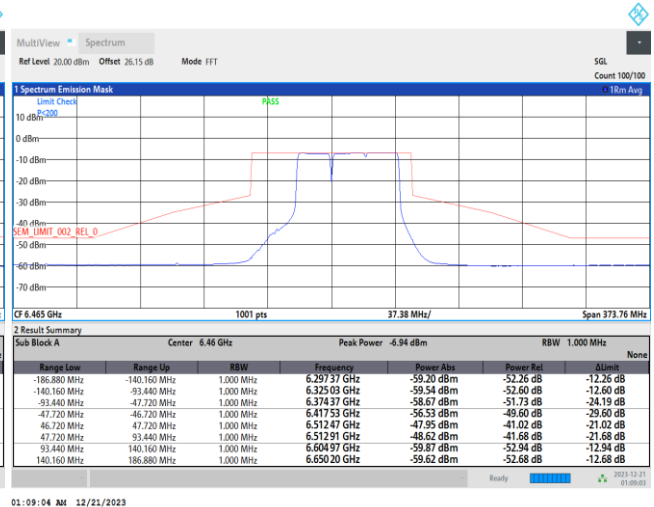 MultiView Spectrum
Ref Level 20.00 dBm Offset 26.15 dB Mode FFT SGL
Count 100/100
1 Spectrum Emission Mask 1Rm Avg
Limit Check PASS
P<200
10 dBm
0 dBm
-10 dBm
-20 dBm
-30 dBm
-40 dBm
SEM_LIMIT_002_REL_0
-50 dBm
-60 dBm
-70 dBm
CF 6.465 GHz 1001 pts 37.38 MHz/ Span 373.76 MHz
2 Result Summary
Sub Block A Center 6.46 GHz Peak Power -6.94 dBm RBW 1.000 MHz
None
Range Low Range Up RBW Frequency Power Abs Power Rel ΔLimit
-186.880 MHz -140.160 MHz 1.000 MHz 6.29737 GHz -59.20 dBm -52.26 dB -12.26 dB
-140.160 MHz -93.440 MHz 1.000 MHz 6.32509 GHz -59.54 dBm -52.60 dB -12.60 dB
-93.440 MHz -47.720 MHz 1.000 MHz 6.37437 GHz -58.67 dBm -51.73 dB -24.19 dB
-47.720 MHz -46.720 MHz 1.000 MHz 6.41753 GHz -56.53 dBm -49.60 dB -29.60 dB
46.720 MHz 47.720 MHz 1.000 MHz 6.51247 GHz -47.95 dBm -41.02 dB -21.02 dB
47.720 MHz 93.440 MHz 1.000 MHz 6.51291 GHz -48.62 dBm -41.68 dB -21.68 dB
93.440 MHz 140.160 MHz 1.000 MHz 6.60497 GHz -59.87 dBm -52.94 dB -12.94 dB
140.160 MHz 186.880 MHz 1.000 MHz 6.65020 GHz -59.62 dBm -52.68 dB -12.68 dB
Ready 2023-12-21
01:09:03
01:09:04 AM 12/21/2023